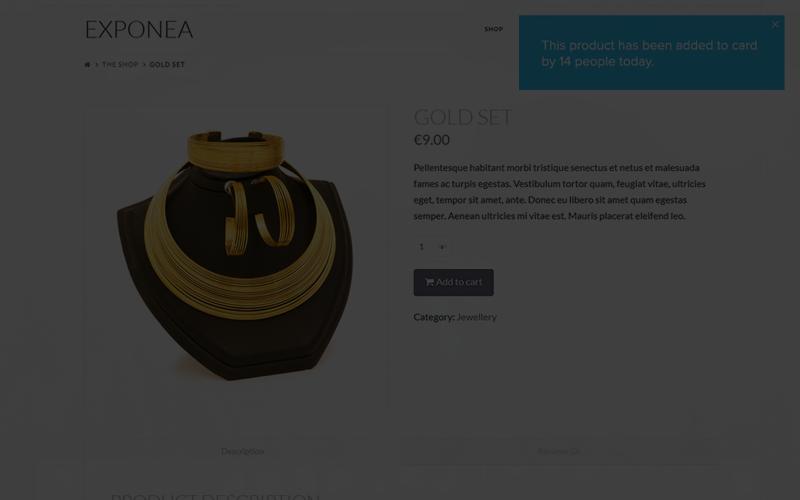 EXPONEA
SHOP
This product has been added to card
by 14 people today.
THE SHOP > GOLD SET
GOLD SET
€9.00
Pellentesque habitant morbi tristique senectus et netus et malesuada
fames ac turpis egestas. Vestibulum tortor quam, feugiat vitae, ultricies
eget, tempor sit amet, ante. Donec eu libero sit amet quam egestas
semper. Aenean ultricies mi vitae est. Mauris placerat eleifend leo.
1
Add to cart
Category: Jewellery
Description
PRODUCT DESCRIPTION